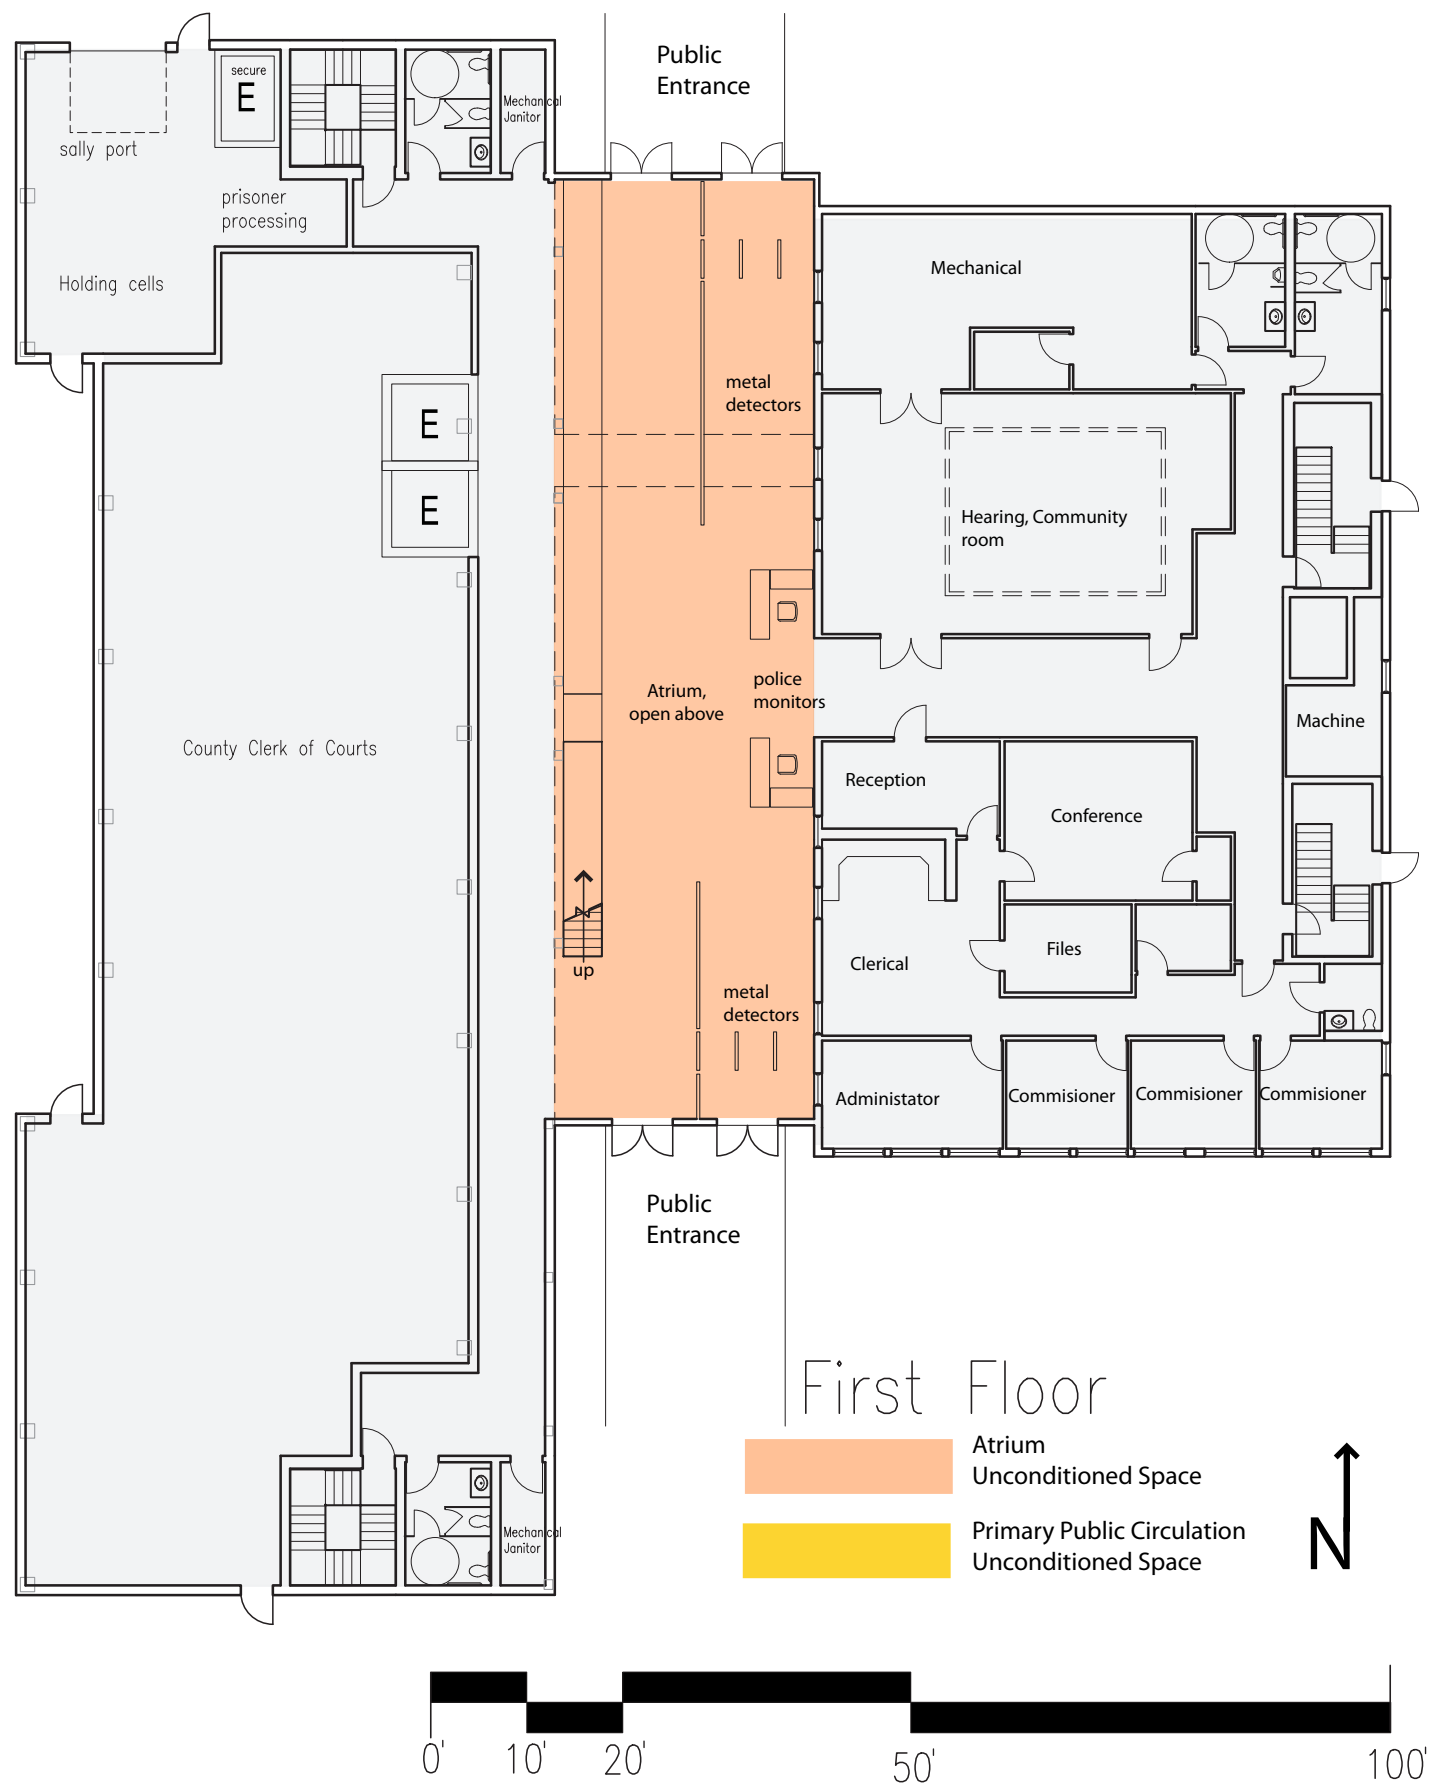 Public
Entrance
secure
E
Mechanical
Janitor
sally port
prisoner
processing
Holding cells
Mechanical
metal
detectors
E
E
Hearing, Community
room
Atrium,
open above
police
monitors
Machine
County Clerk of Courts
Reception
Conference
Files
Clerical
up
metal
detectors
Administator
Commisioner
Commisioner
Commisioner
Public
Entrance
First Floor
Atrium
Unconditioned Space
Primary Public Circulation
Unconditioned Space
N
Mechanical
Janitor
0'
10'
20'
50'
100'